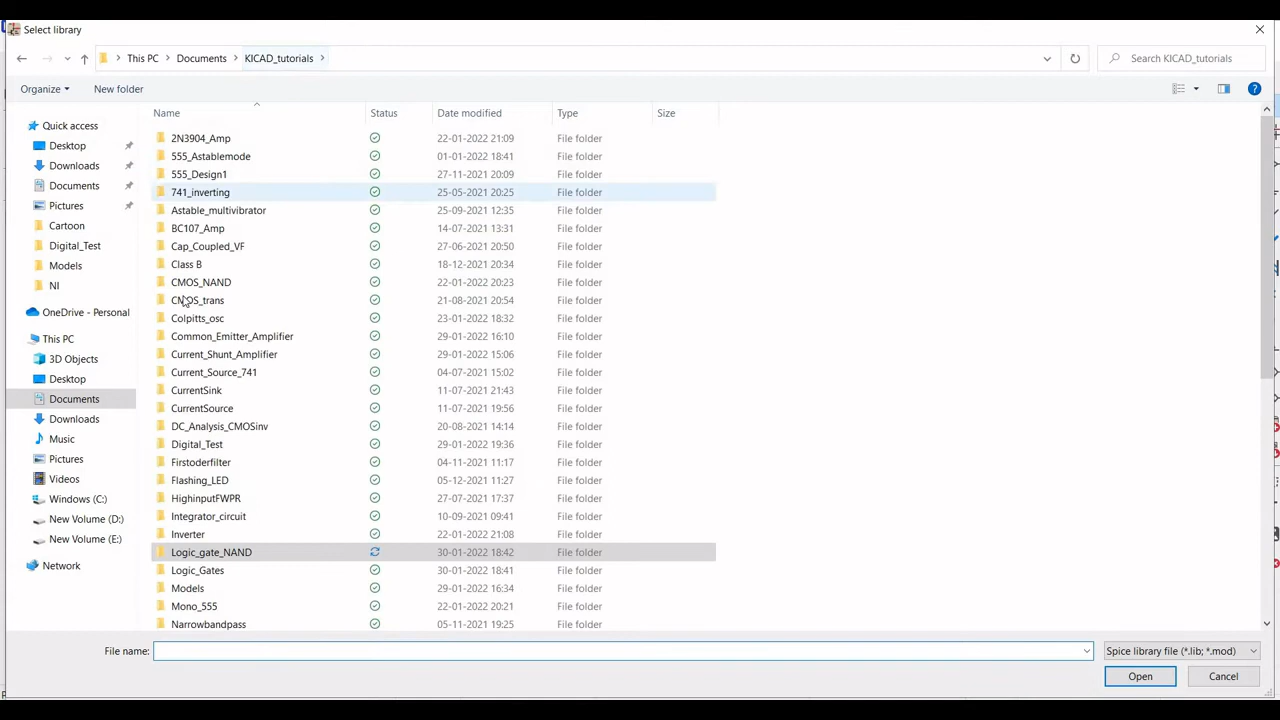 Select library
This PC > Documents > KICAD_tutorials >
Search KICAD_tutorials
Organize
New folder
Name Status Date modified Type Size
Quick access
Desktop
Downloads
Documents
Pictures
Cartoon
Digital_Test
Models
NI
OneDrive - Personal
This PC
3D Objects
Desktop
Documents
Downloads
Music
Pictures
Videos
Windows (C:)
New Volume (D:)
New Volume (E:)
Network
2N3904_Amp 22-01-2022 21:09 File folder
555_Astablemode 01-01-2022 18:41 File folder
555_Design1 27-11-2021 20:09 File folder
741_inverting 25-05-2021 20:25 File folder
Astable_multivibrator 25-09-2021 12:35 File folder
BC107_Amp 14-07-2021 13:31 File folder
Cap_Coupled_VF 27-06-2021 20:50 File folder
Class B 18-12-2021 20:34 File folder
CMOS_NAND 22-01-2022 20:23 File folder
CMOS_trans 21-08-2021 20:54 File folder
Colpitts_osc 23-01-2022 18:32 File folder
Common_Emitter_Amplifier 29-01-2022 16:10 File folder
Current_Shunt_Amplifier 29-01-2022 15:06 File folder
Current_Source_741 04-07-2021 15:02 File folder
CurrentSink 11-07-2021 21:43 File folder
CurrentSource 11-07-2021 19:56 File folder
DC_Analysis_CMOSinv 20-08-2021 14:14 File folder
Digital_Test 29-01-2022 19:36 File folder
Firstoderfilter 04-11-2021 11:17 File folder
Flashing_LED 05-12-2021 11:27 File folder
HighinputFWPR 27-07-2021 17:37 File folder
Integrator_circuit 10-09-2021 09:41 File folder
Inverter 22-01-2022 21:08 File folder
Logic_gate_NAND 30-01-2022 18:42 File folder
Logic_Gates 30-01-2022 18:41 File folder
Models 29-01-2022 16:34 File folder
Mono_555 22-01-2022 20:21 File folder
Narrowbandpass 05-11-2021 19:25 File folder
File name:
Spice library file (*.lib; *.mod)
Open
Cancel